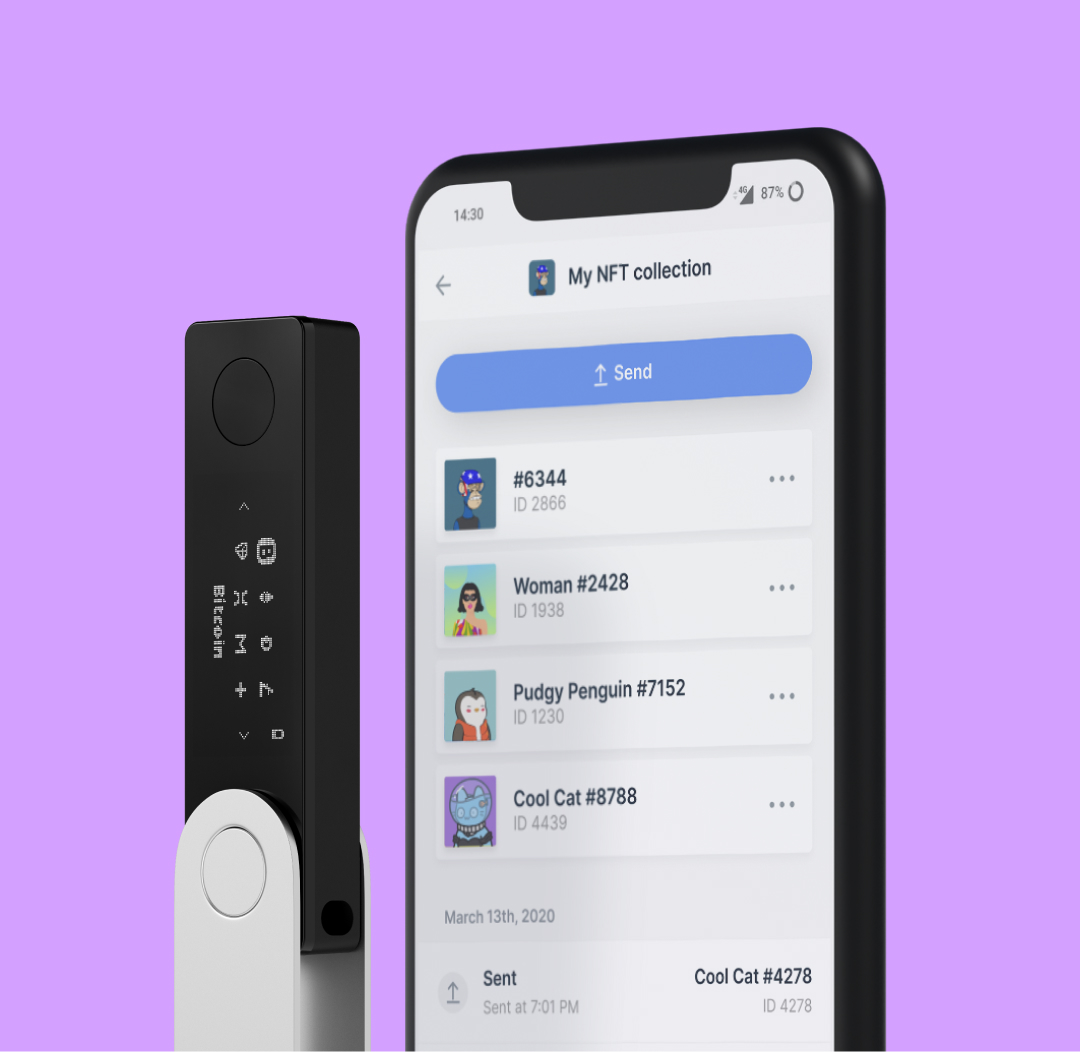 14:30
4G 87%
My NFT collection
Send
#6344
ID 2866
Woman #2428
ID 1938
Pudgy Penguin #7152
ID 1230
Cool Cat #8788
ID 4439
March 13th, 2020
Sent
Cool Cat #4278
Sent at 7:01 PM
ID 4278
Bitcoin